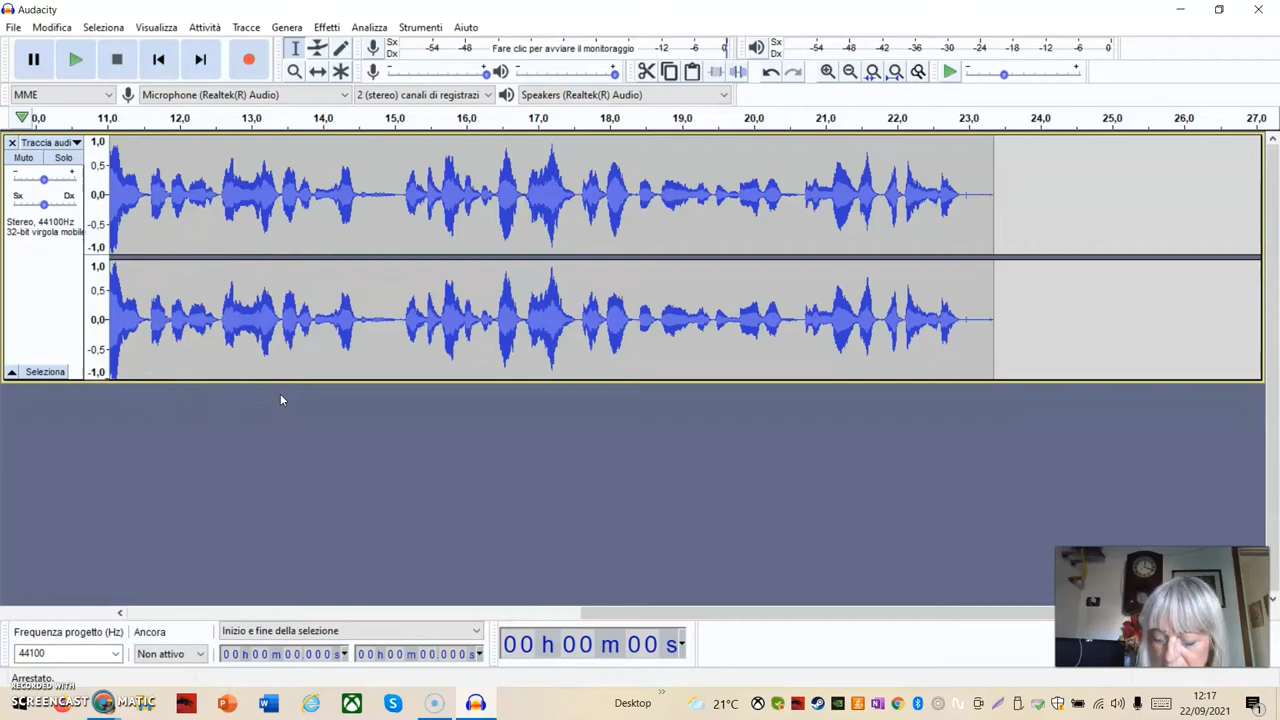 Audacity
File Modifica Seleziona Visualizza Attività Tracce Genera Effetti Analizza Strumenti Aiuto
Sx Dx -54 -48 Fare clic per avviare il monitoraggio -12 -6 0 Sx Dx -54 -48 -42 -36 -30 -24 -18 -12 -6 0
MME Microphone (Realtek(R) Audio) 2 (stereo) canali di registrazi Speakers (Realtek(R) Audio)
0,0 11,0 12,0 13,0 14,0 15,0 16,0 17,0 18,0 19,0 20,0 21,0 22,0 23,0 24,0 25,0 26,0 27,0
Traccia audi 1,0
Muto Solo
0,5
- +
0,0
Sx Dx
Stereo, 44100Hz -0,5
32-bit virgola mobile
-1,0
1,0
0,5
0,0
-0,5
Seleziona -1,0
Frequenza progetto (Hz) Ancora Inizio e fine della selezione
44100 Non attivo 00 h 00 m 00.000 s 00 h 00 m 00.000 s 00 h 00 m 00 s
Arrestato.
RECORDED WITH
SCREENCAST MATIC
Desktop 21°C 12:17
22/09/2021